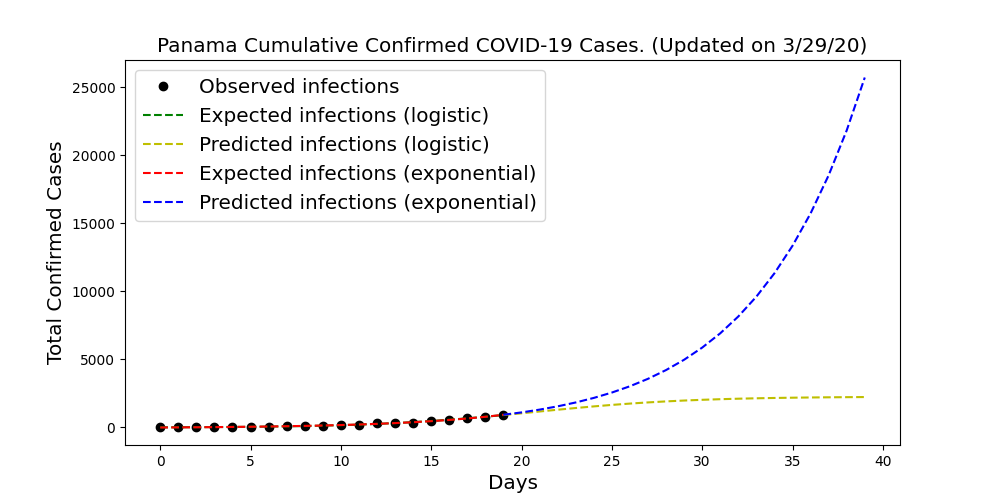 Panama Cumulative Confirmed COVID-19 Cases. (Updated on 3/29/20)
Observed infections
Expected infections (logistic)
Predicted infections (logistic)
Expected infections (exponential)
Predicted infections (exponential)
Total Confirmed Cases
25000
20000
15000
10000
5000
0
0 5 10 15 20 25 30 35 40
Days